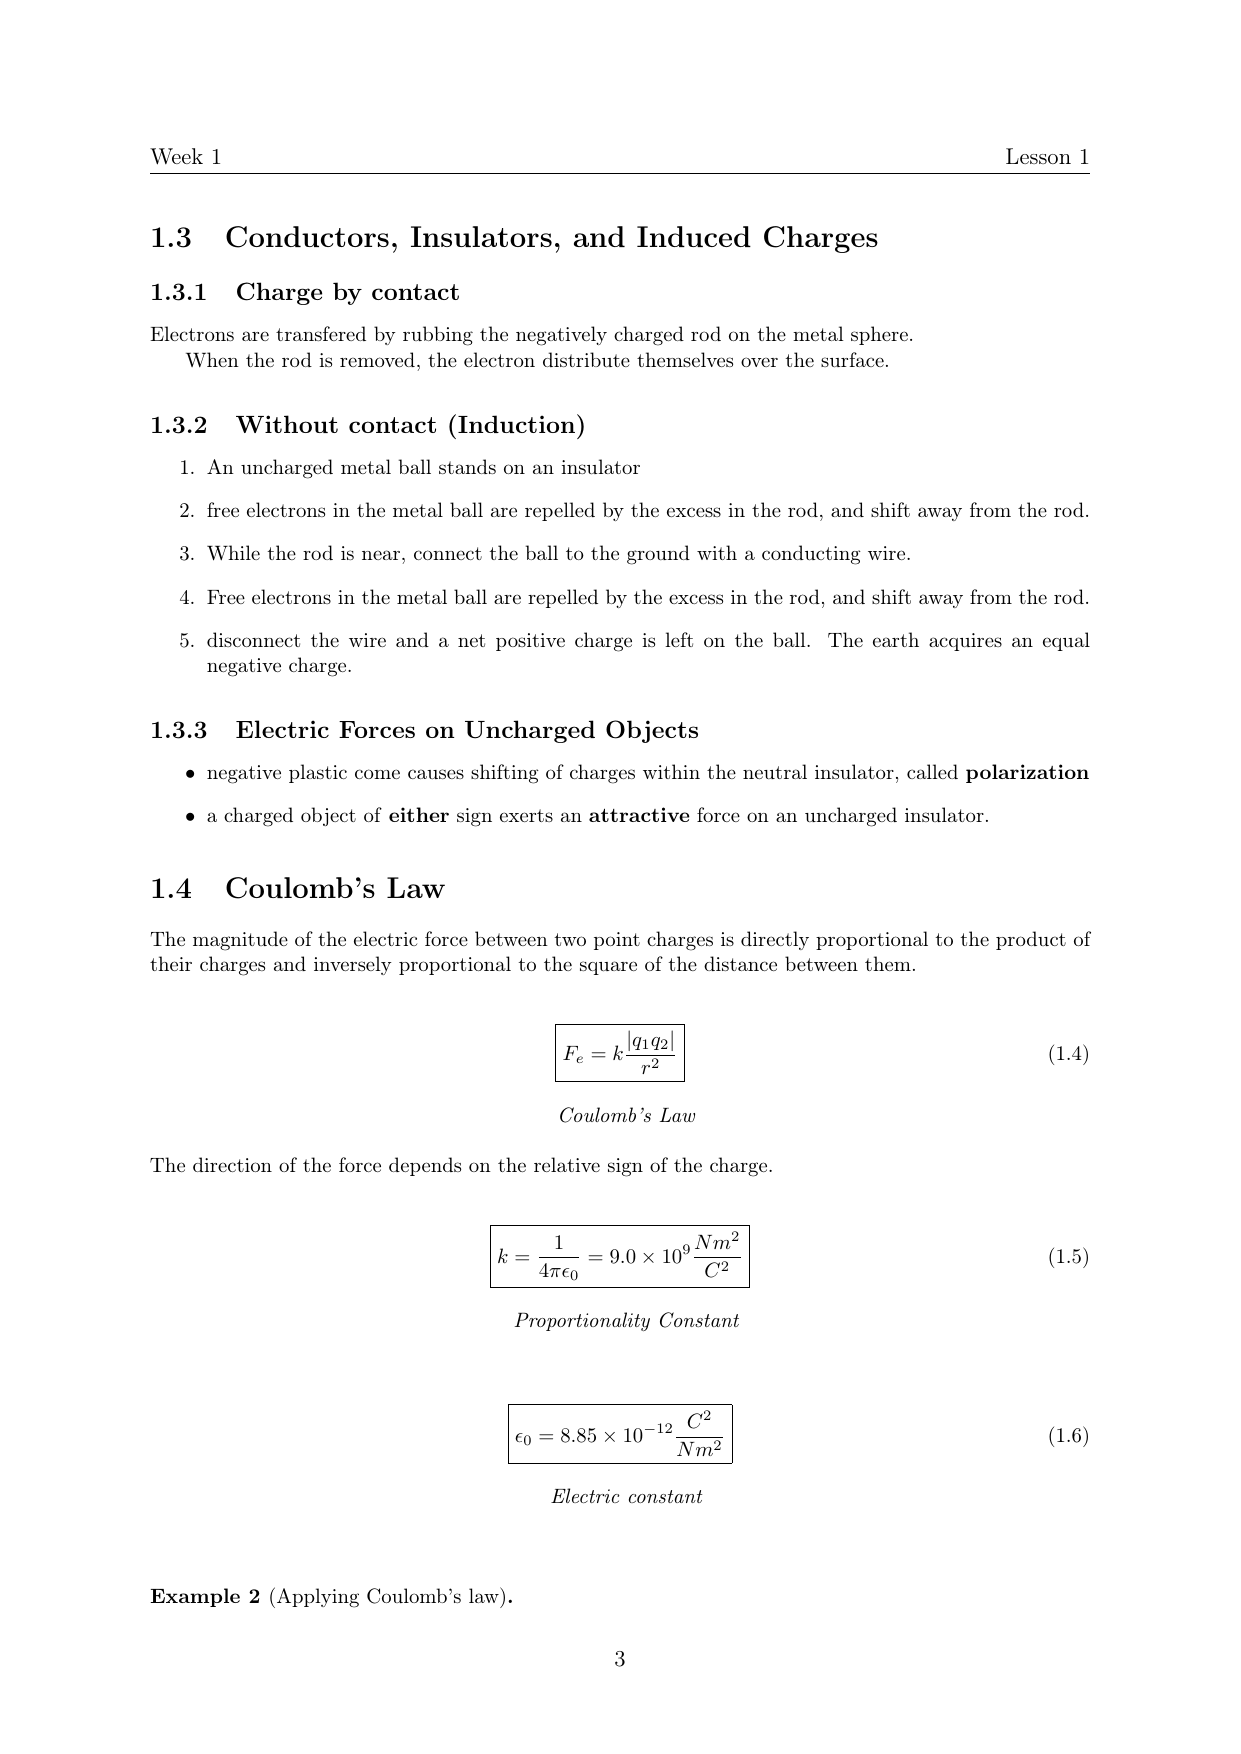 Week 1 Lesson 1
1.3 Conductors, Insulators, and Induced Charges
1.3.1 Charge by contact
Electrons are transfered by rubbing the negatively charged rod on the metal sphere.
When the rod is removed, the electron distribute themselves over the surface.
1.3.2 Without contact (Induction)
1. An uncharged metal ball stands on an insulator
2. free electrons in the metal ball are repelled by the excess in the rod, and shift away from the rod.
3. While the rod is near, connect the ball to the ground with a conducting wire.
4. Free electrons in the metal ball are repelled by the excess in the rod, and shift away from the rod.
5. disconnect the wire and a net positive charge is left on the ball. The earth acquires an equal
negative charge.
1.3.3 Electric Forces on Uncharged Objects
• negative plastic come causes shifting of charges within the neutral insulator, called polarization
• a charged object of either sign exerts an attractive force on an uncharged insulator.
1.4 Coulomb's Law
The magnitude of the electric force between two point charges is directly proportional to the product of
their charges and inversely proportional to the square of the distance between them.
$F_e = k\frac{|q_1q_2|}{r^2}$ (1.4)
Coulomb's Law
The direction of the force depends on the relative sign of the charge.
$k = \frac{1}{4\pi\epsilon_0} = 9.0 \times 10^9 \frac{Nm^2}{C^2}$ (1.5)
Proportionality Constant
$\epsilon_0 = 8.85 \times 10^{-12} \frac{C^2}{Nm^2}$ (1.6)
Electric constant
Example 2 (Applying Coulomb's law).
3